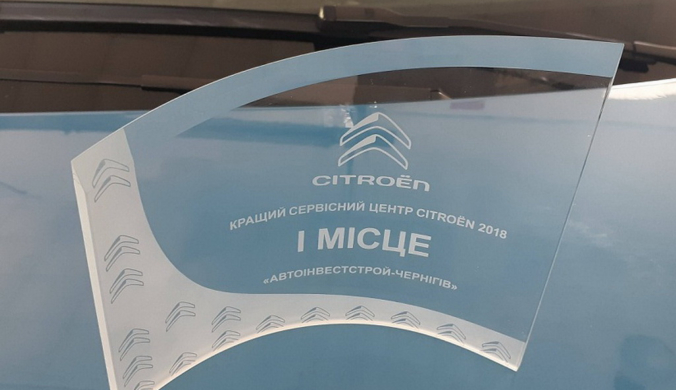 CITROËN
КРАЩИЙ СЕРВІСНИЙ ЦЕНТР CITROËN 2018
І МІСЦЕ
«АВТОІНВЕСТСТРОЙ-ЧЕРНІГІВ»